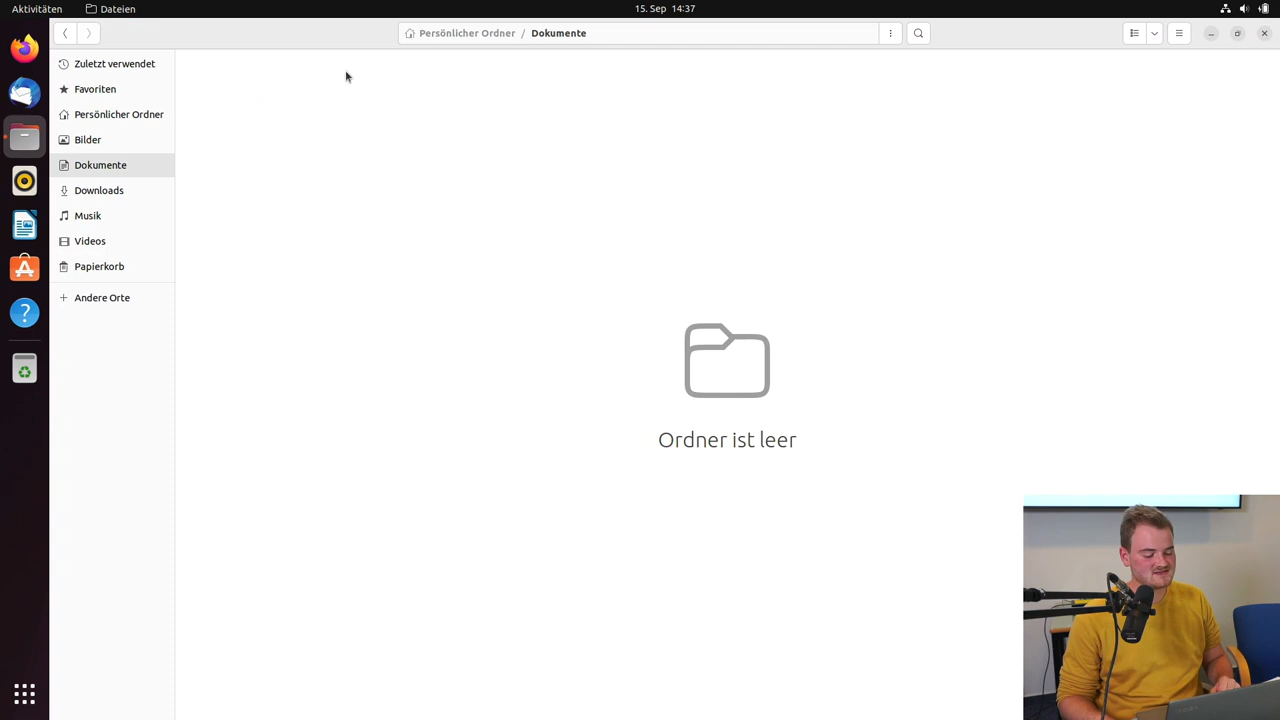 Aktivitäten Dateien 15. Sep 14:37
Persönlicher Ordner / Dokumente
Zuletzt verwendet
Favoriten
Persönlicher Ordner
Bilder
Dokumente
Downloads
Musik
Videos
Papierkorb
+ Andere Orte
Ordner ist leer